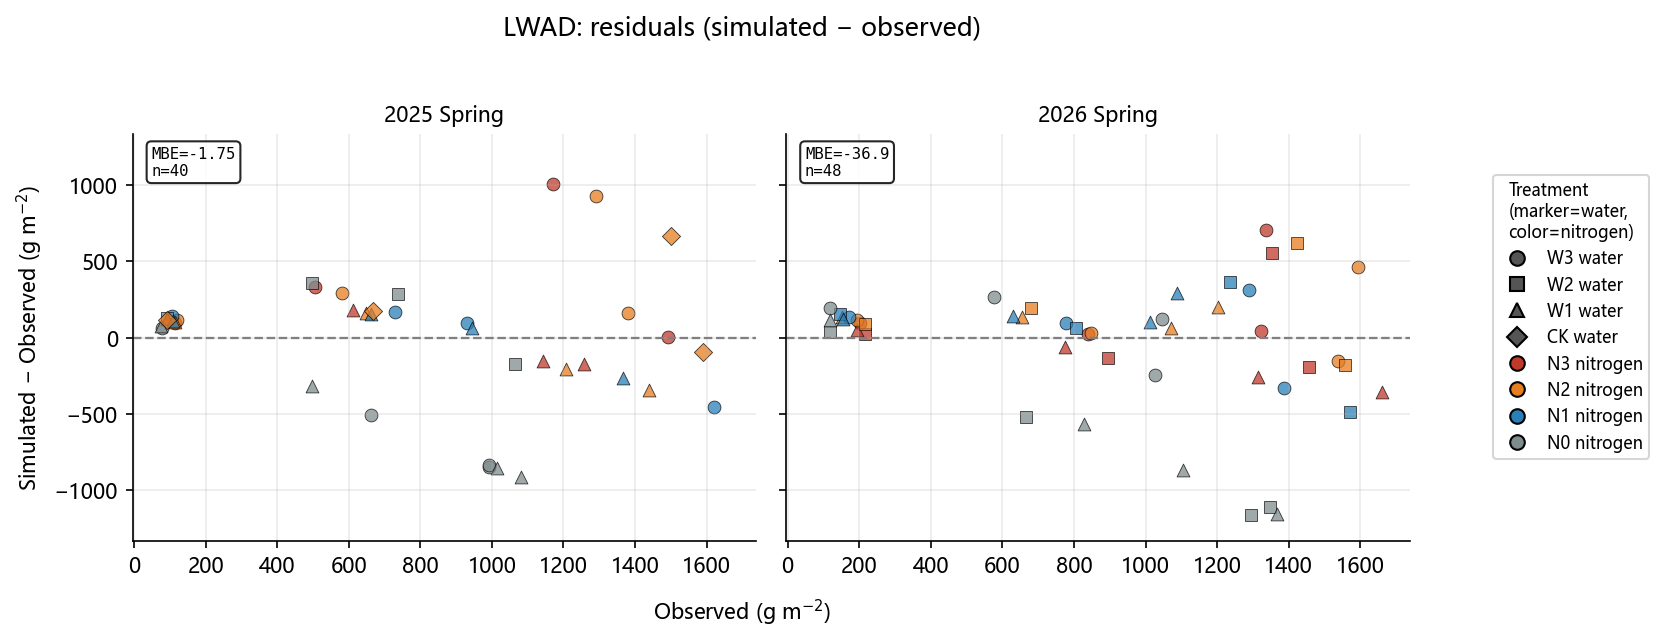 LWAD: residuals (simulated − observed)
2025 Spring
2026 Spring
MBE=-1.75
n=40
MBE=-36.9
n=48
Simulated − Observed (g m⁻²)
1000
500
0
−500
−1000
0 200 400 600 800 1000 1200 1400 1600
0 200 400 600 800 1000 1200 1400 1600
Observed (g m⁻²)
Treatment
(marker=water,
color=nitrogen)
W3 water
W2 water
W1 water
CK water
N3 nitrogen
N2 nitrogen
N1 nitrogen
N0 nitrogen